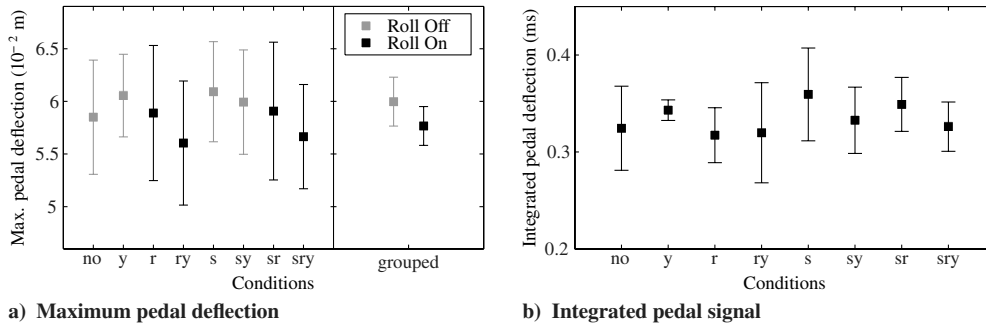 Max. pedal deflection (10⁻² m)
6.5
6
5.5
5
Roll Off
Roll On
no y r ry s sy sr sry
grouped
Conditions
a) Maximum pedal deflection
Integrated pedal deflection (ms)
0.4
0.3
0.2
no y r ry s sy sr sry
Conditions
b) Integrated pedal signal